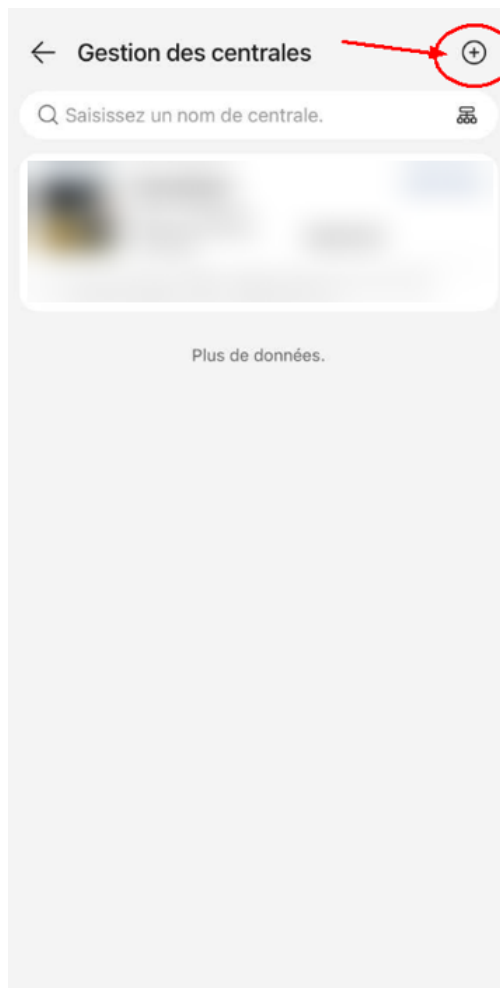 Gestion des centrales
Saisissez un nom de centrale.
Plus de données.